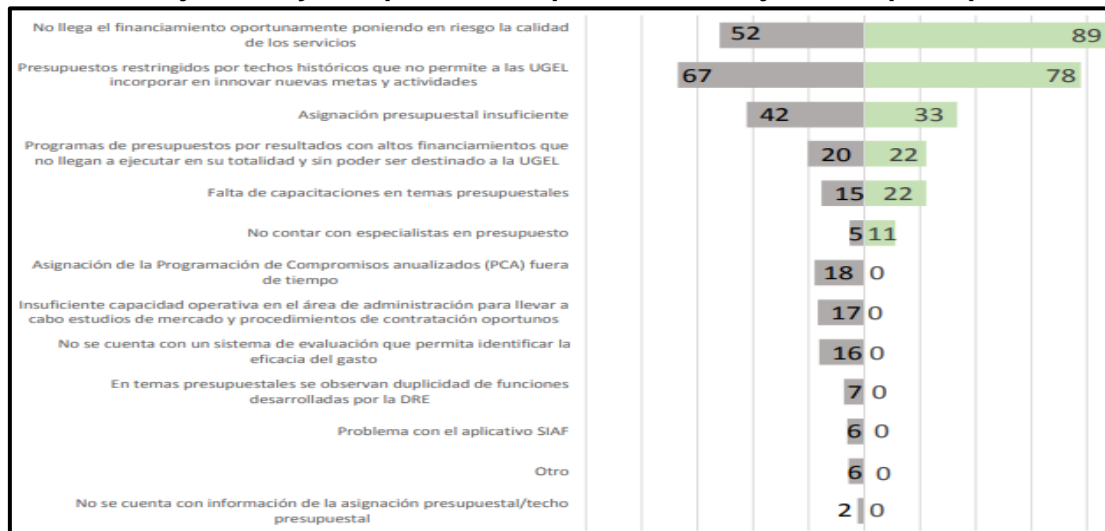 No llega el financiamiento oportunamente poniendo en riesgo la calidad
de los servicios
52 89
Presupuestos restringidos por techos históricos que no permite a las UGEL
incorporar en innovar nuevas metas y actividades
67 78
Asignación presupuestal insuficiente
42 33
Programas de presupuestos por resultados con altos financiamientos que
no llegan a ejecutar en su totalidad y sin poder ser destinado a la UGEL
20 22
Falta de capacitaciones en temas presupuestales
15 22
No contar con especialistas en presupuesto
5 11
Asignación de la Programación de Compromisos anualizados (PCA) fuera
de tiempo
18 0
Insuficiente capacidad operativa en el área de administración para llevar a
cabo estudios de mercado y procedimientos de contratación oportunos
17 0
No se cuenta con un sistema de evaluación que permita identificar la
eficacia del gasto
16 0
En temas presupuestales se observan duplicidad de funciones
desarrolladas por la DRE
7 0
Problema con el aplicativo SIAF
6 0
Otro
6 0
No se cuenta con información de la asignación presupuestal/techo
presupuestal
2 0